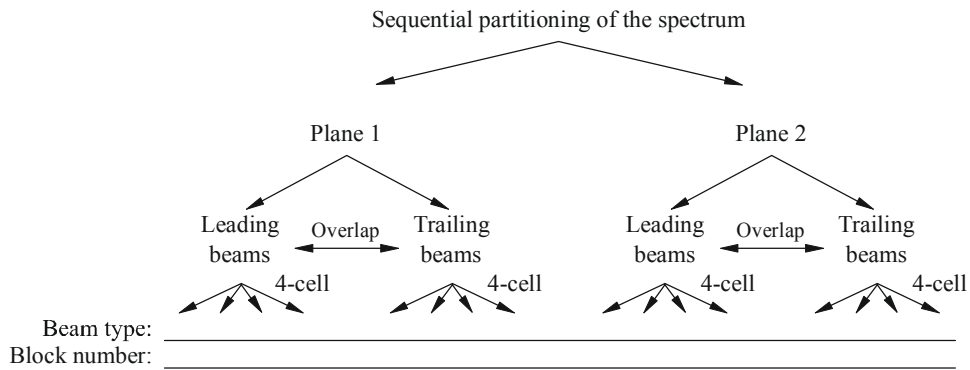 Sequential partitioning of the spectrum
Plane 1
Plane 2
Leading
beams
Overlap
Trailing
beams
Leading
beams
Overlap
Trailing
beams
4-cell
4-cell
4-cell
4-cell
Beam type:
Block number: